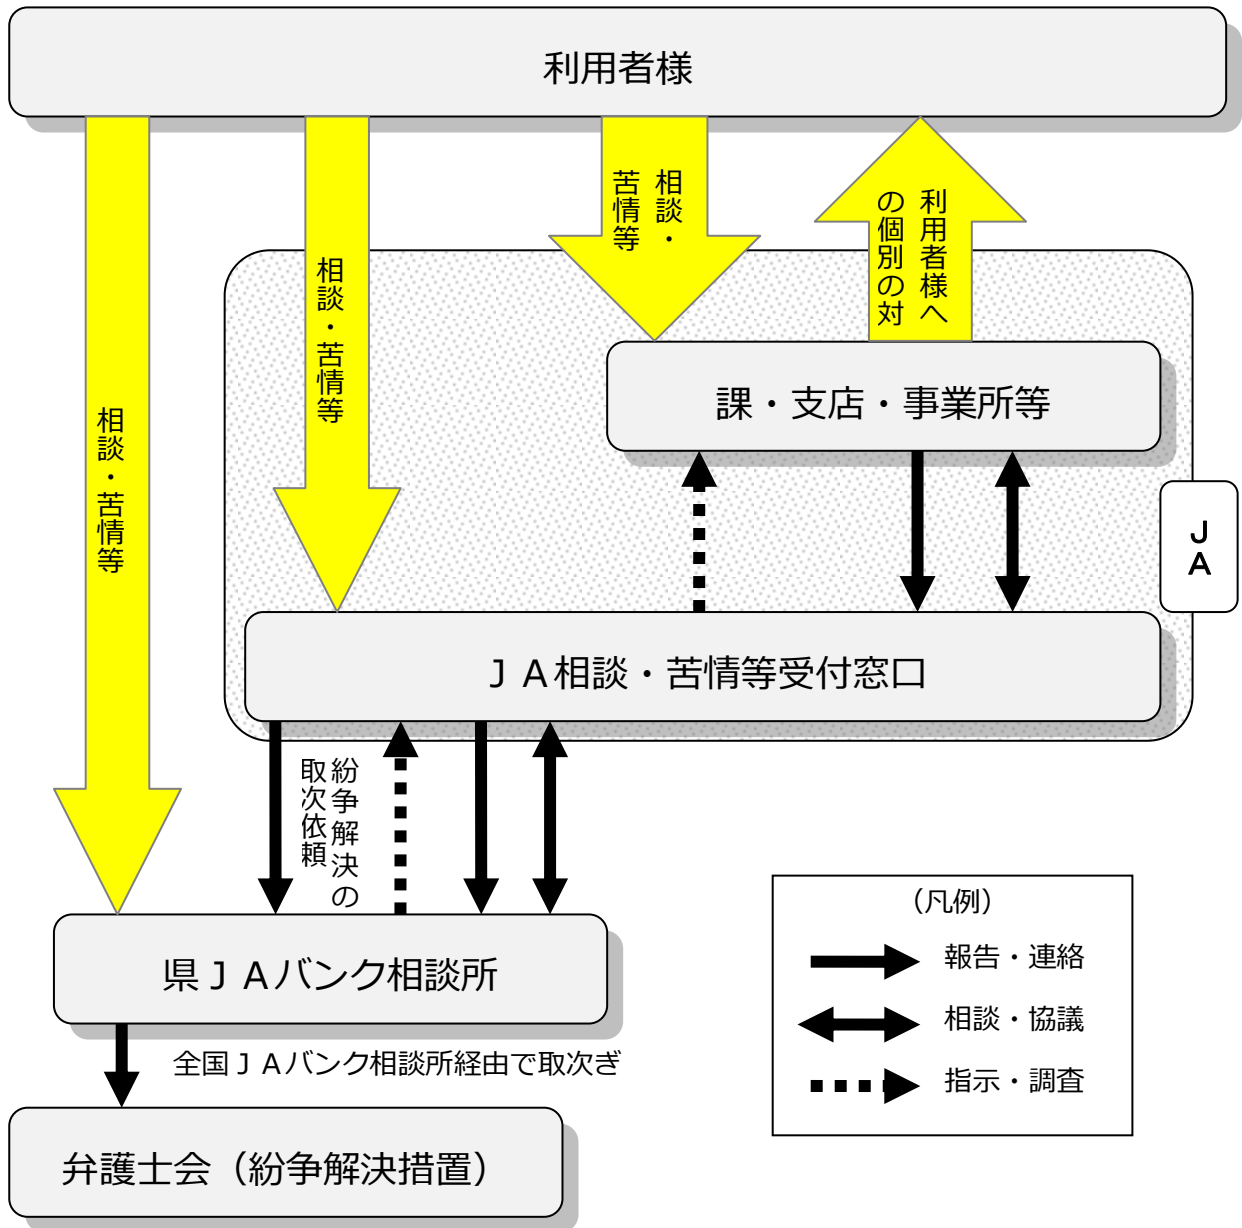 利用者様
相談・苦情等
相談・苦情等
相談・
苦情等
利用者様へ
の個別の対
課・支店・事業所等
ＪＡ
ＪＡ相談・苦情等受付窓口
紛争解決の
取次依頼
県ＪＡバンク相談所
全国ＪＡバンク相談所経由で取次ぎ
弁護士会（紛争解決措置）
（凡例）
報告・連絡
相談・協議
指示・調査